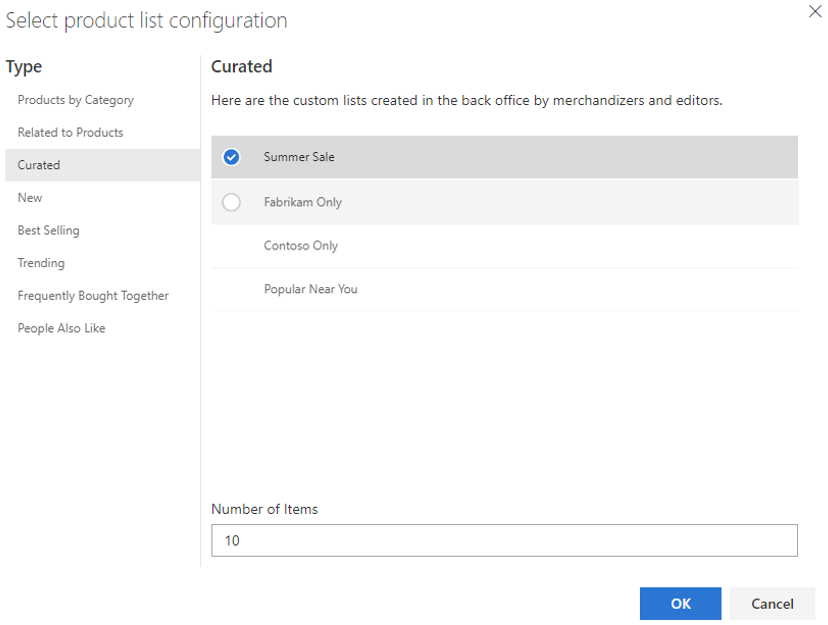 Select product list configuration
Type
Products by Category
Related to Products
Curated
New
Best Selling
Trending
Frequently Bought Together
People Also Like
Curated
Here are the custom lists created in the back office by merchandizers and editors.
Summer Sale
Fabrikam Only
Contoso Only
Popular Near You
Number of Items
10
OK
Cancel